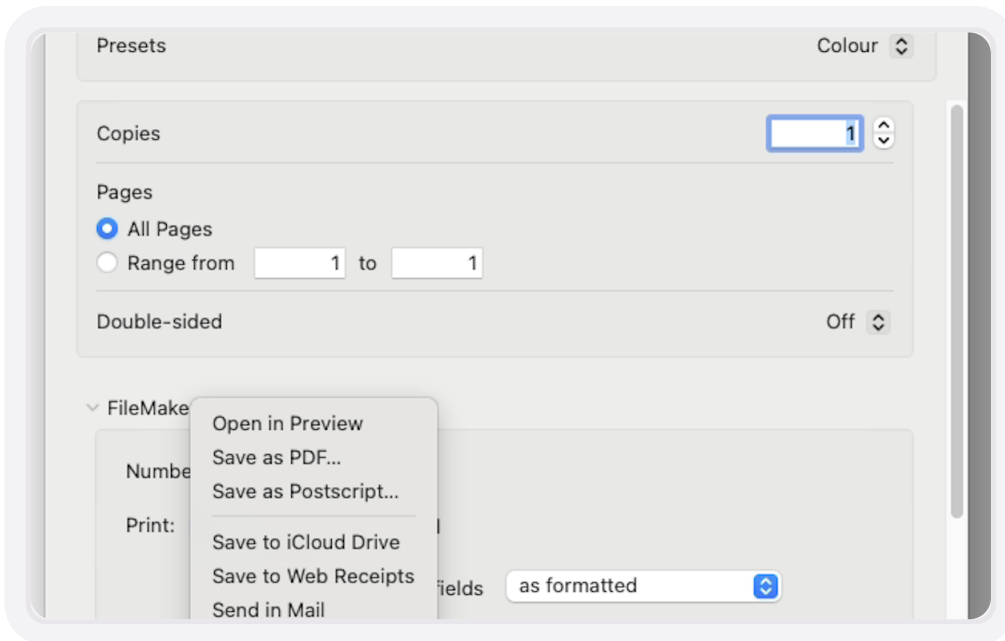 Presets Colour
Copies 1
Pages
All Pages
Range from 1 to 1
Double-sided Off
FileMake
Open in Preview
Save as PDF...
Numbe
Save as Postscript...
Print:
Save to iCloud Drive
Save to Web Receipts
ields as formatted
Send in Mail